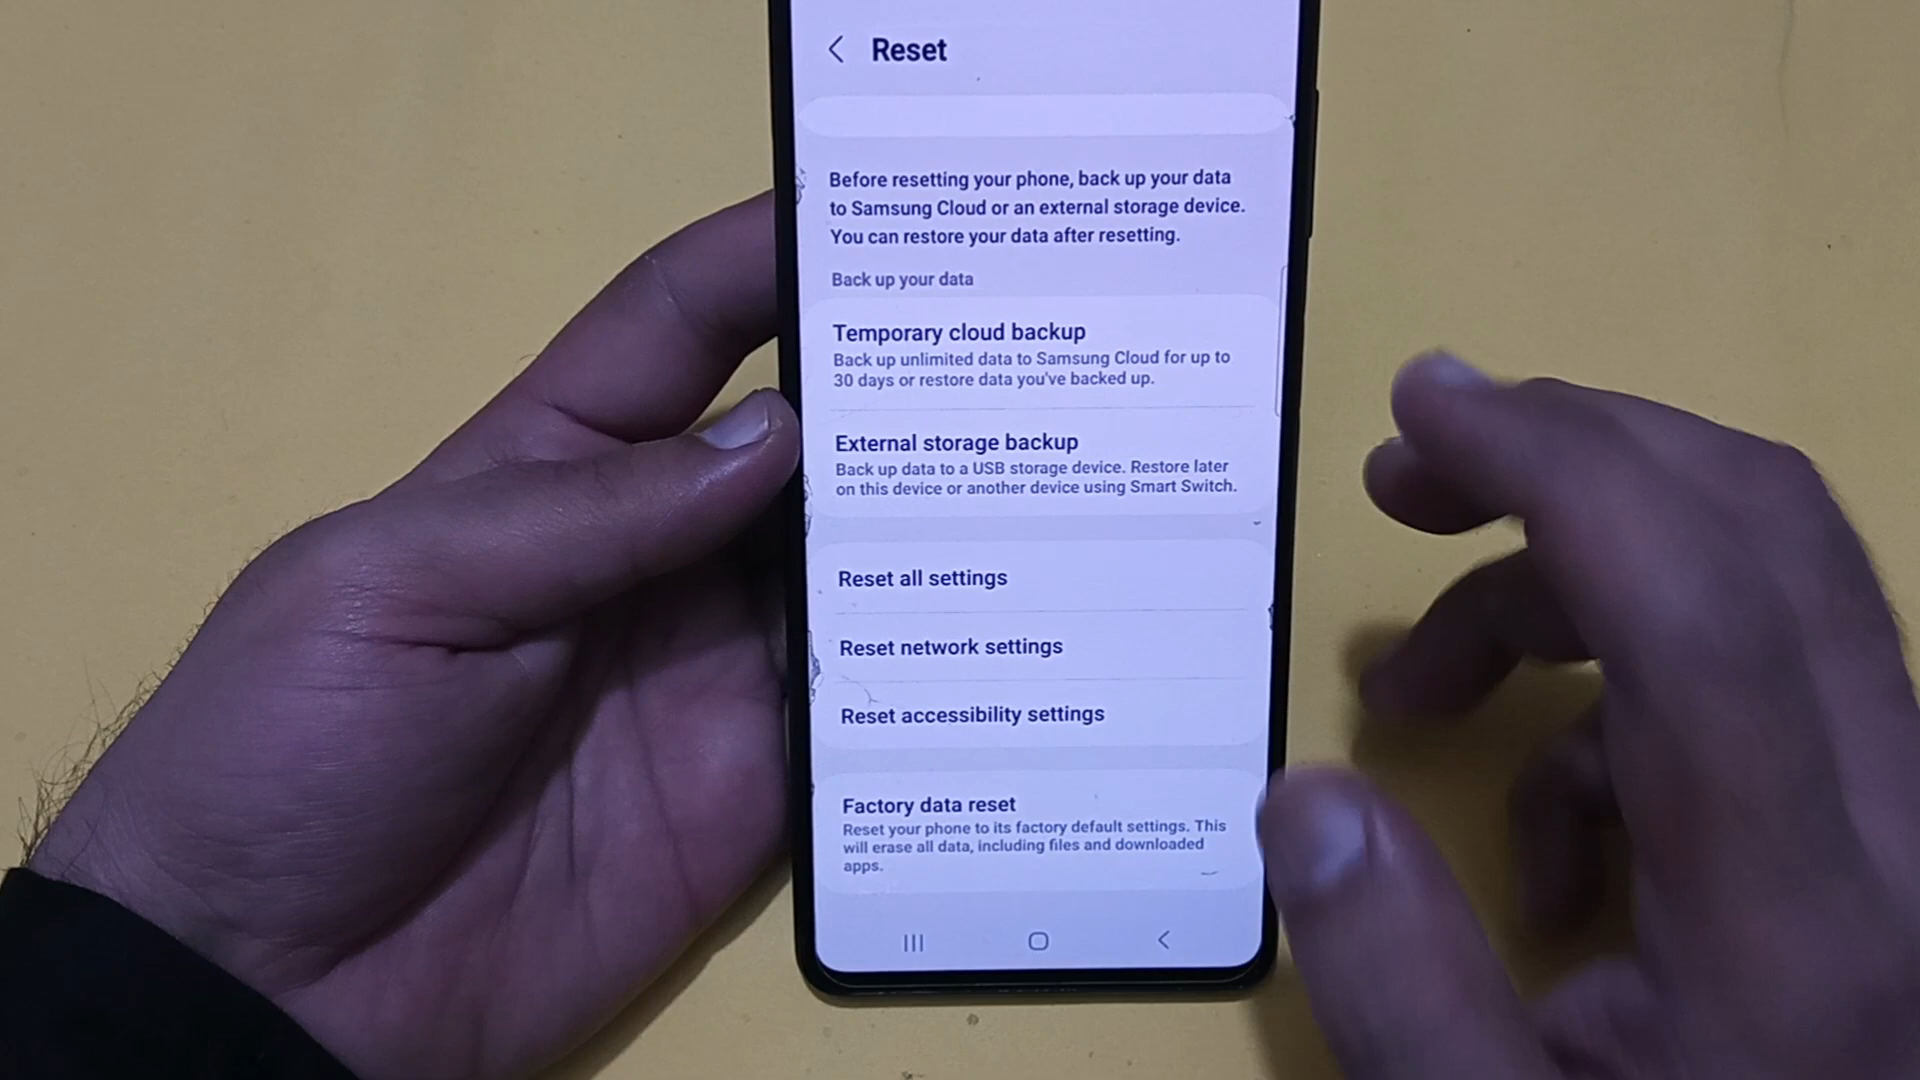 Reset
Before resetting your phone, back up your data
to Samsung Cloud or an external storage device.
You can restore your data after resetting.
Back up your data
Temporary cloud backup
Back up unlimited data to Samsung Cloud for up to
30 days or restore data you've backed up.
External storage backup
Back up data to a USB storage device. Restore later
on this device or another device using Smart Switch.
Reset all settings
Reset network settings
Reset accessibility settings
Factory data reset
Reset your phone to its factory default settings. This
will erase all data, including files and downloaded
apps.